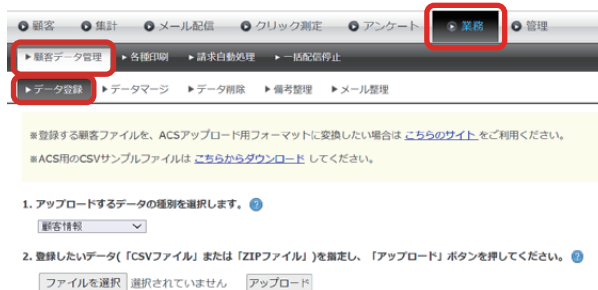 顧客 集計 メール配信 クリック測定 アンケート 業務 管理
顧客データ管理 各種印刷 請求自動処理 一括配信停止
データ登録 データマージ データ削除 備考整理 メール整理
※登録する顧客ファイルを、ACSアップロード用フォーマットに変換したい場合は こちらのサイト をご利用ください。
※ACS用のCSVサンプルファイルは こちらからダウンロード してください。
1. アップロードするデータの種別を選択します。 ?
顧客情報
2. 登録したいデータ(「CSVファイル」または「ZIPファイル」)を指定し、「アップロード」ボタンを押してください。 ?
ファイルを選択 選択されていません アップロード